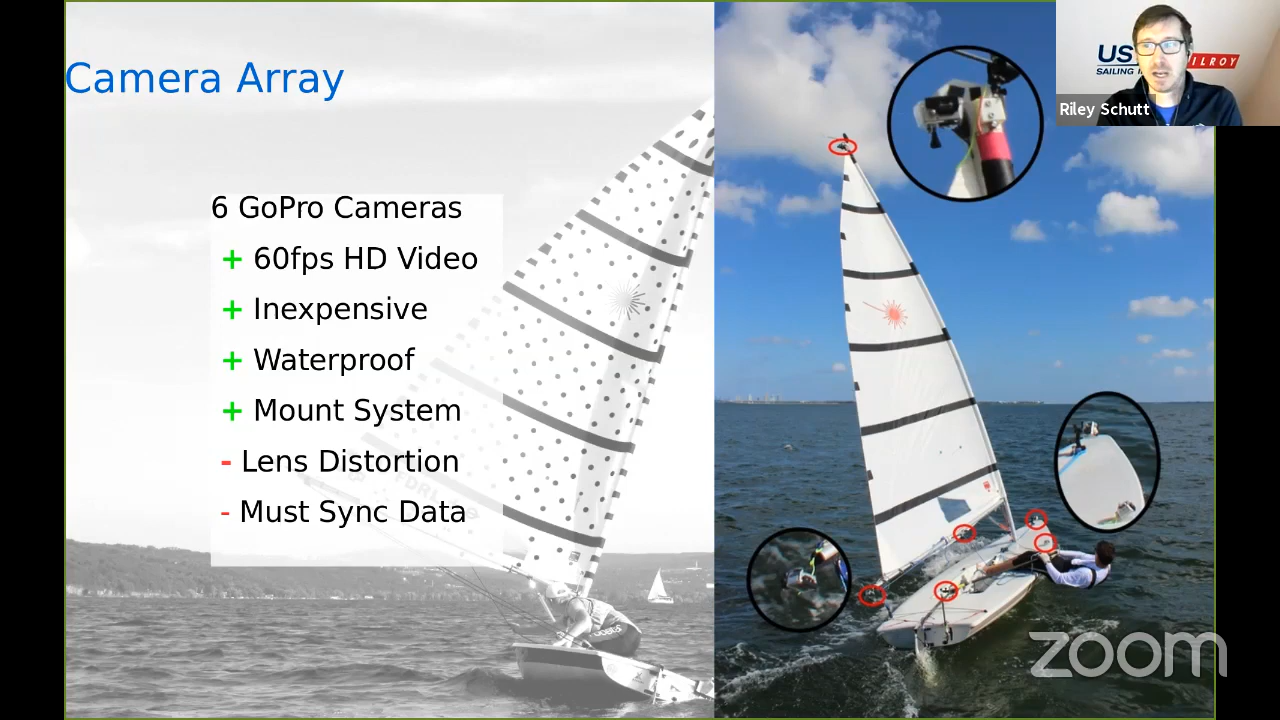 Camera Array
6 GoPro Cameras
+ 60fps HD Video
+ Inexpensive
+ Waterproof
+ Mount System
- Lens Distortion
- Must Sync Data
US
SAILING
Riley Schutt
zoom